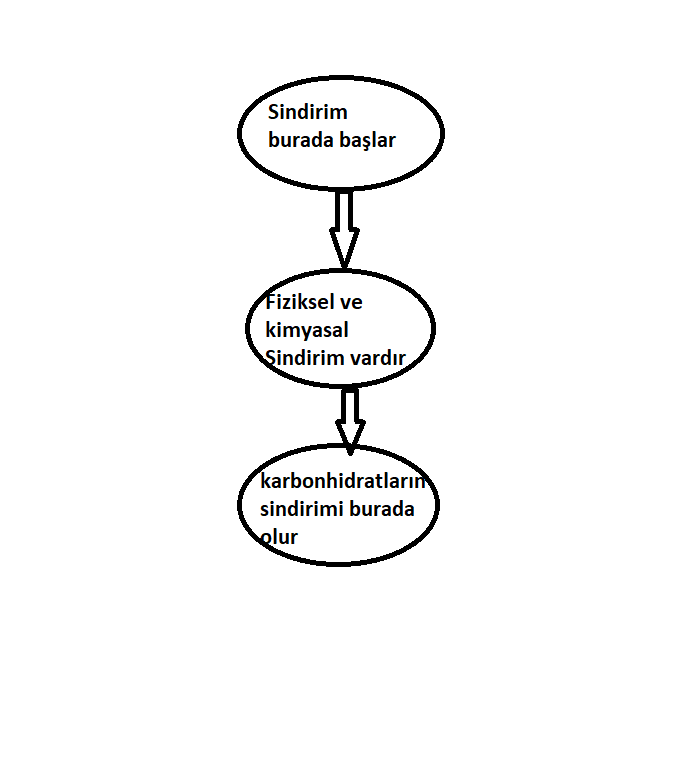 Sindirim
burada başlar
Fiziksel ve
kimyasal
Sindirim vardır
karbonhidratların
sindirimi burada
olur